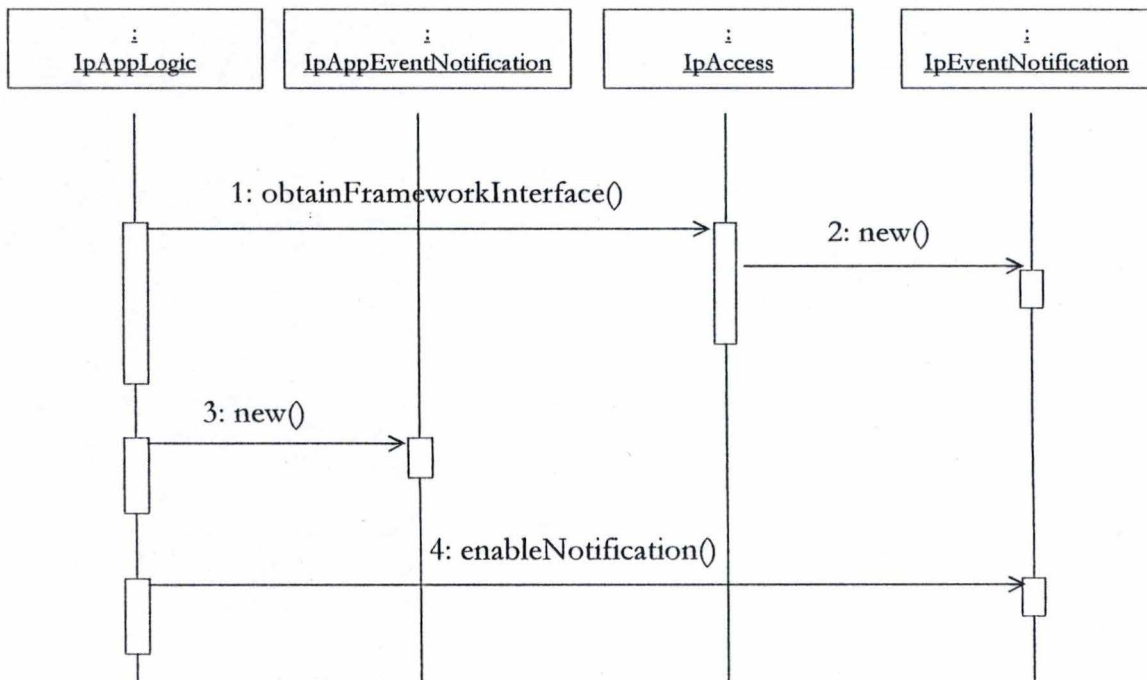 :
IpAppLogic
:
IpAppEventNotification
:
IpAccess
:
IpEventNotification
1: obtainFrameworkInterface()
2: new()
3: new()
4: enableNotification()